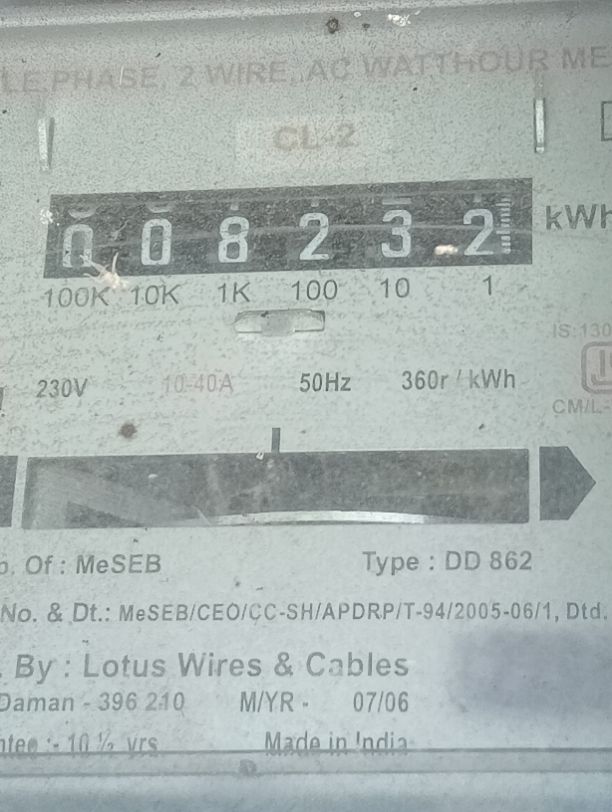 LE PHASE, 2 WIRE, AC WATTHOUR ME
CL-2
0 0 8 2 3 2 kWh
100K 10K 1K 100 10 1
IS:130
230V 10-40A 50Hz 360r / kWh
CM/L-
. Of : MeSEB Type : DD 862
No. & Dt.: MeSEB/CEO/CC-SH/APDRP/T-94/2005-06/1, Dtd.
. By : Lotus Wires & Cables
Daman - 396 210 M/YR - 07/06
ntee :- 10 ½ yrs Made in India